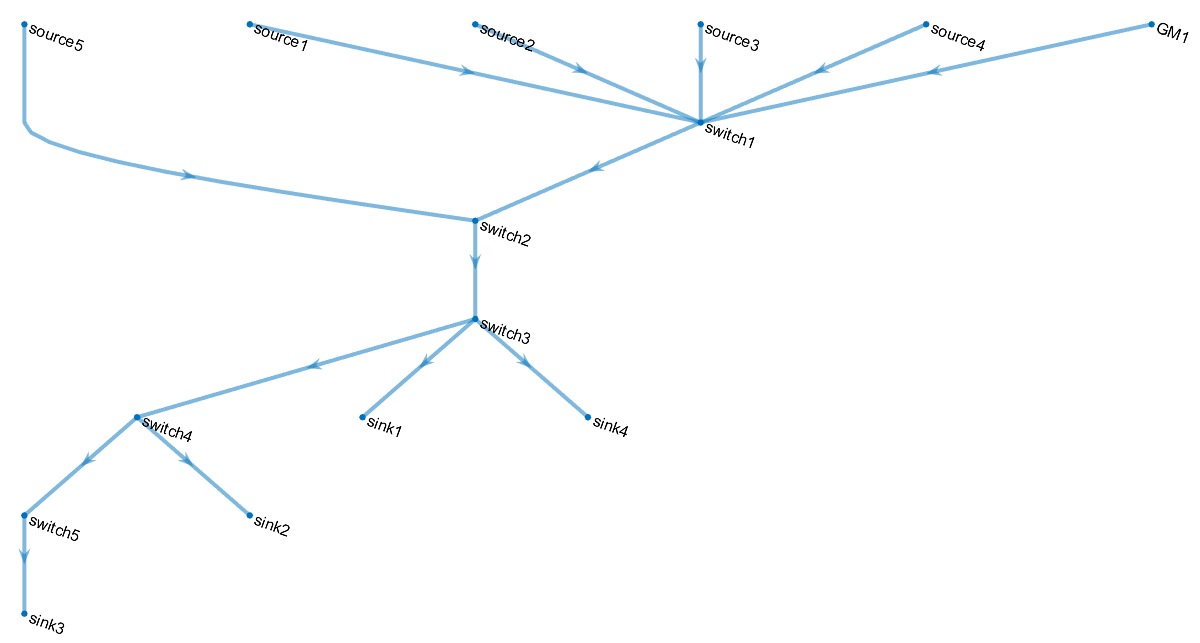 source5
source1
source2
source3
source4
GM1
switch1
switch2
switch3
switch4
sink1
sink4
switch5
sink2
sink3